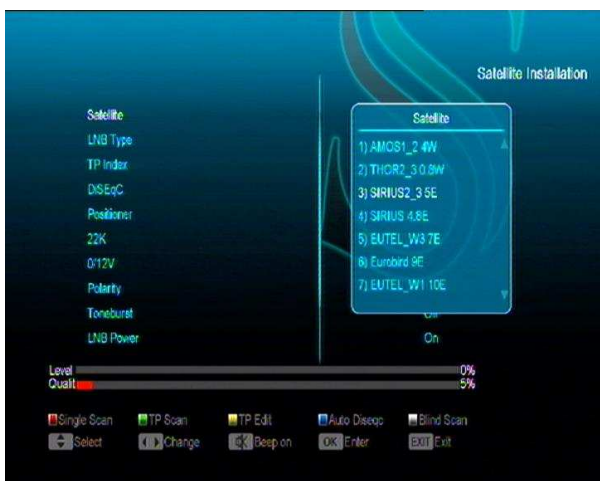 Satellite Installation
Satellite
LNB Type
TP Index
DiSEqC
Positioner
22K
0/12V
Polarity
Toneburst
LNB Power
Satellite
1) AMOS1_2 4W
2) THOR2_3 0.8W
3) SIRIUS2_3 5E
4) SIRIUS 4.8E
5) EUTEL_W3 7E
6) Eurobird 9E
7) EUTEL_W1 10E
Off
On
Level 0%
Qualit 5%
Single Scan TP Scan TP Edit Auto Diseqc Blind Scan
Select Change Beep on OK Enter EXIT Exit